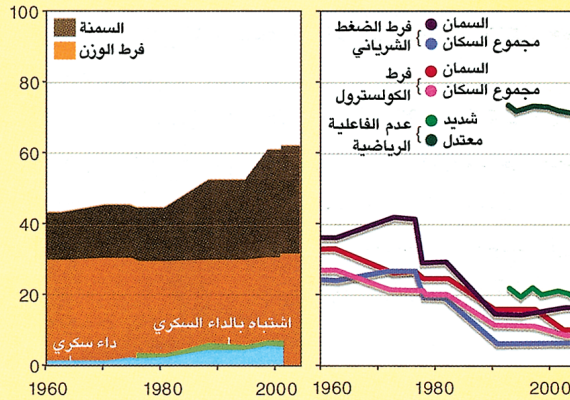 100
80
60
40
20
0
السمنة
فرط الوزن
اشتباه بالداء السكري
داء سكري
1960
1980
2000
فرط الضغط
الشرياني
السمان
مجموع السكان
فرط
الكولسترول
السمان
مجموع السكان
عدم الفاعلية
الرياضية
شديد
معتدل
1960
1980
2000